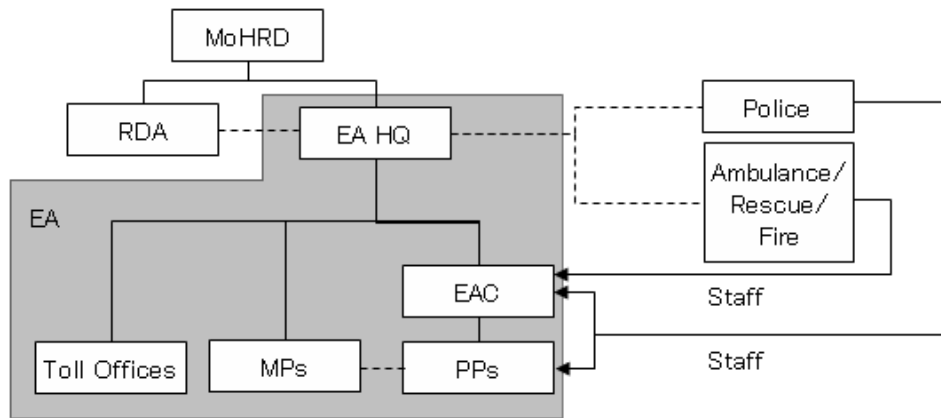 MoHRD
RDA
EA HQ
Police
Ambulance/
Rescue/
Fire
EA
EAC
Staff
Toll Offices
MPs
PPs
Staff